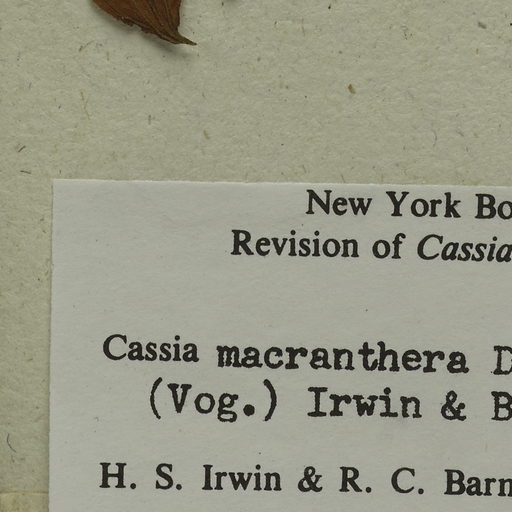 New York Bo
Revision of Cassia
Cassia macranthera D
(Vog.) Irwin & B
H. S. Irwin & R. C. Barn